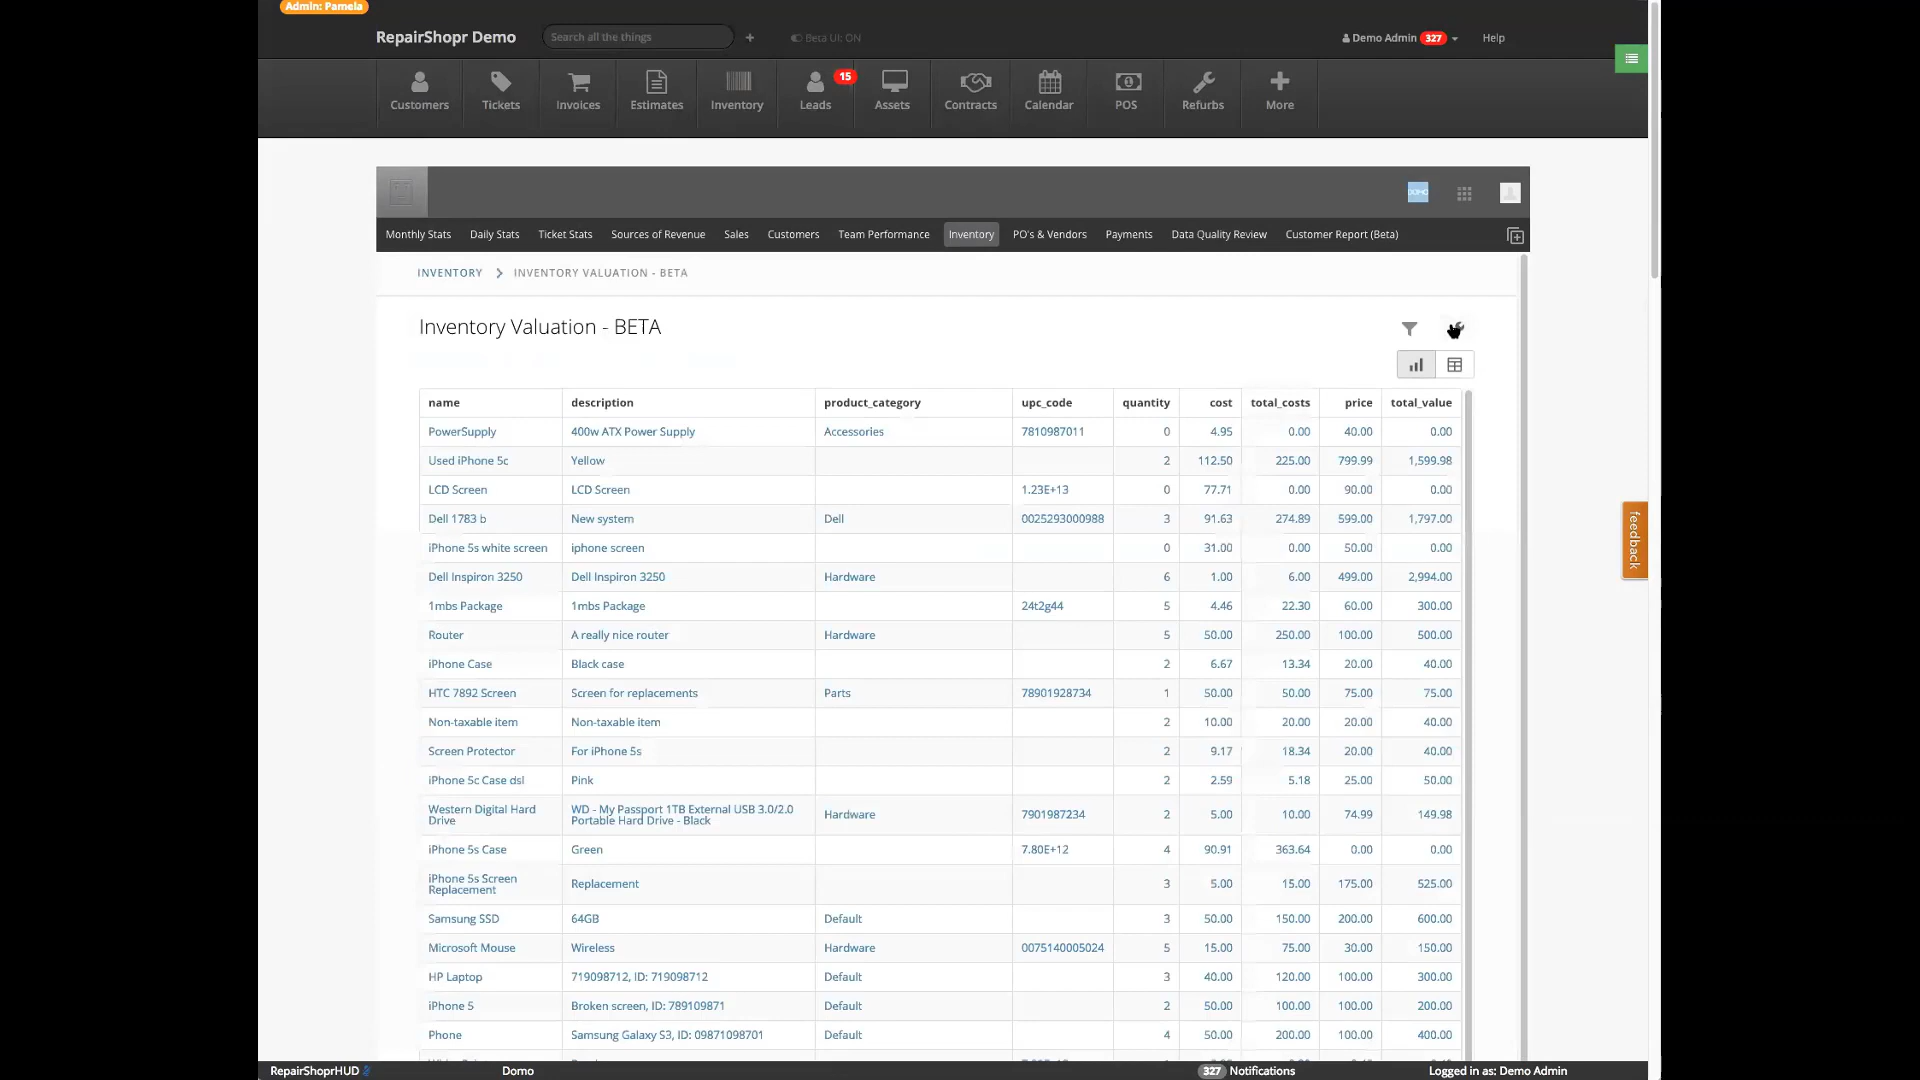 Admin: Pamela
RepairShopr Demo
Search all the things
+
Beta UI: ON
Demo Admin 327
Help
Customers
Tickets
Invoices
Estimates
Inventory
Leads
15
Assets
Contracts
Calendar
POS
Refurbs
More
DOMO
Monthly Stats Daily Stats Ticket Stats Sources of Revenue Sales Customers Team Performance Inventory PO's & Vendors Payments Data Quality Review Customer Report (Beta)
INVENTORY > INVENTORY VALUATION - BETA
Inventory Valuation - BETA
name description product_category upc_code quantity cost total_costs price total_value
PowerSupply 400w ATX Power Supply Accessories 7810987011 0 4.95 0.00 40.00 0.00
Used iPhone 5c Yellow 2 112.50 225.00 799.99 1,599.98
LCD Screen LCD Screen 1.23E+13 0 77.71 0.00 90.00 0.00
Dell 1783 b New system Dell 0025293000988 3 91.63 274.89 599.00 1,797.00
iPhone 5s white screen iphone screen 0 31.00 0.00 50.00 0.00
Dell Inspiron 3250 Dell Inspiron 3250 Hardware 6 1.00 6.00 499.00 2,994.00
1mbs Package 1mbs Package 24t2g44 5 4.46 22.30 60.00 300.00
Router A really nice router Hardware 5 50.00 250.00 100.00 500.00
iPhone Case Black case 2 6.67 13.34 20.00 40.00
HTC 7892 Screen Screen for replacements Parts 78901928734 1 50.00 50.00 75.00 75.00
Non-taxable item Non-taxable item 2 10.00 20.00 20.00 40.00
Screen Protector For iPhone 5s 2 9.17 18.34 20.00 40.00
iPhone 5c Case dsl Pink 2 2.59 5.18 25.00 50.00
Western Digital Hard Drive WD - My Passport 1TB External USB 3.0/2.0 Portable Hard Drive - Black Hardware 7901987234 2 5.00 10.00 74.99 149.98
iPhone 5s Case Green 7.80E+12 4 90.91 363.64 0.00 0.00
iPhone 5s Screen Replacement Replacement 3 5.00 15.00 175.00 525.00
Samsung SSD 64GB Default 3 50.00 150.00 200.00 600.00
Microsoft Mouse Wireless Hardware 0075140005024 5 15.00 75.00 30.00 150.00
HP Laptop 719098712, ID: 719098712 Default 3 40.00 120.00 100.00 300.00
iPhone 5 Broken screen, ID: 789109871 Default 2 50.00 100.00 100.00 200.00
Phone Samsung Galaxy S3, ID: 09871098701 Default 4 50.00 200.00 100.00 400.00
feedback
RepairShoprHUD
Domo
327 Notifications
Logged in as: Demo Admin